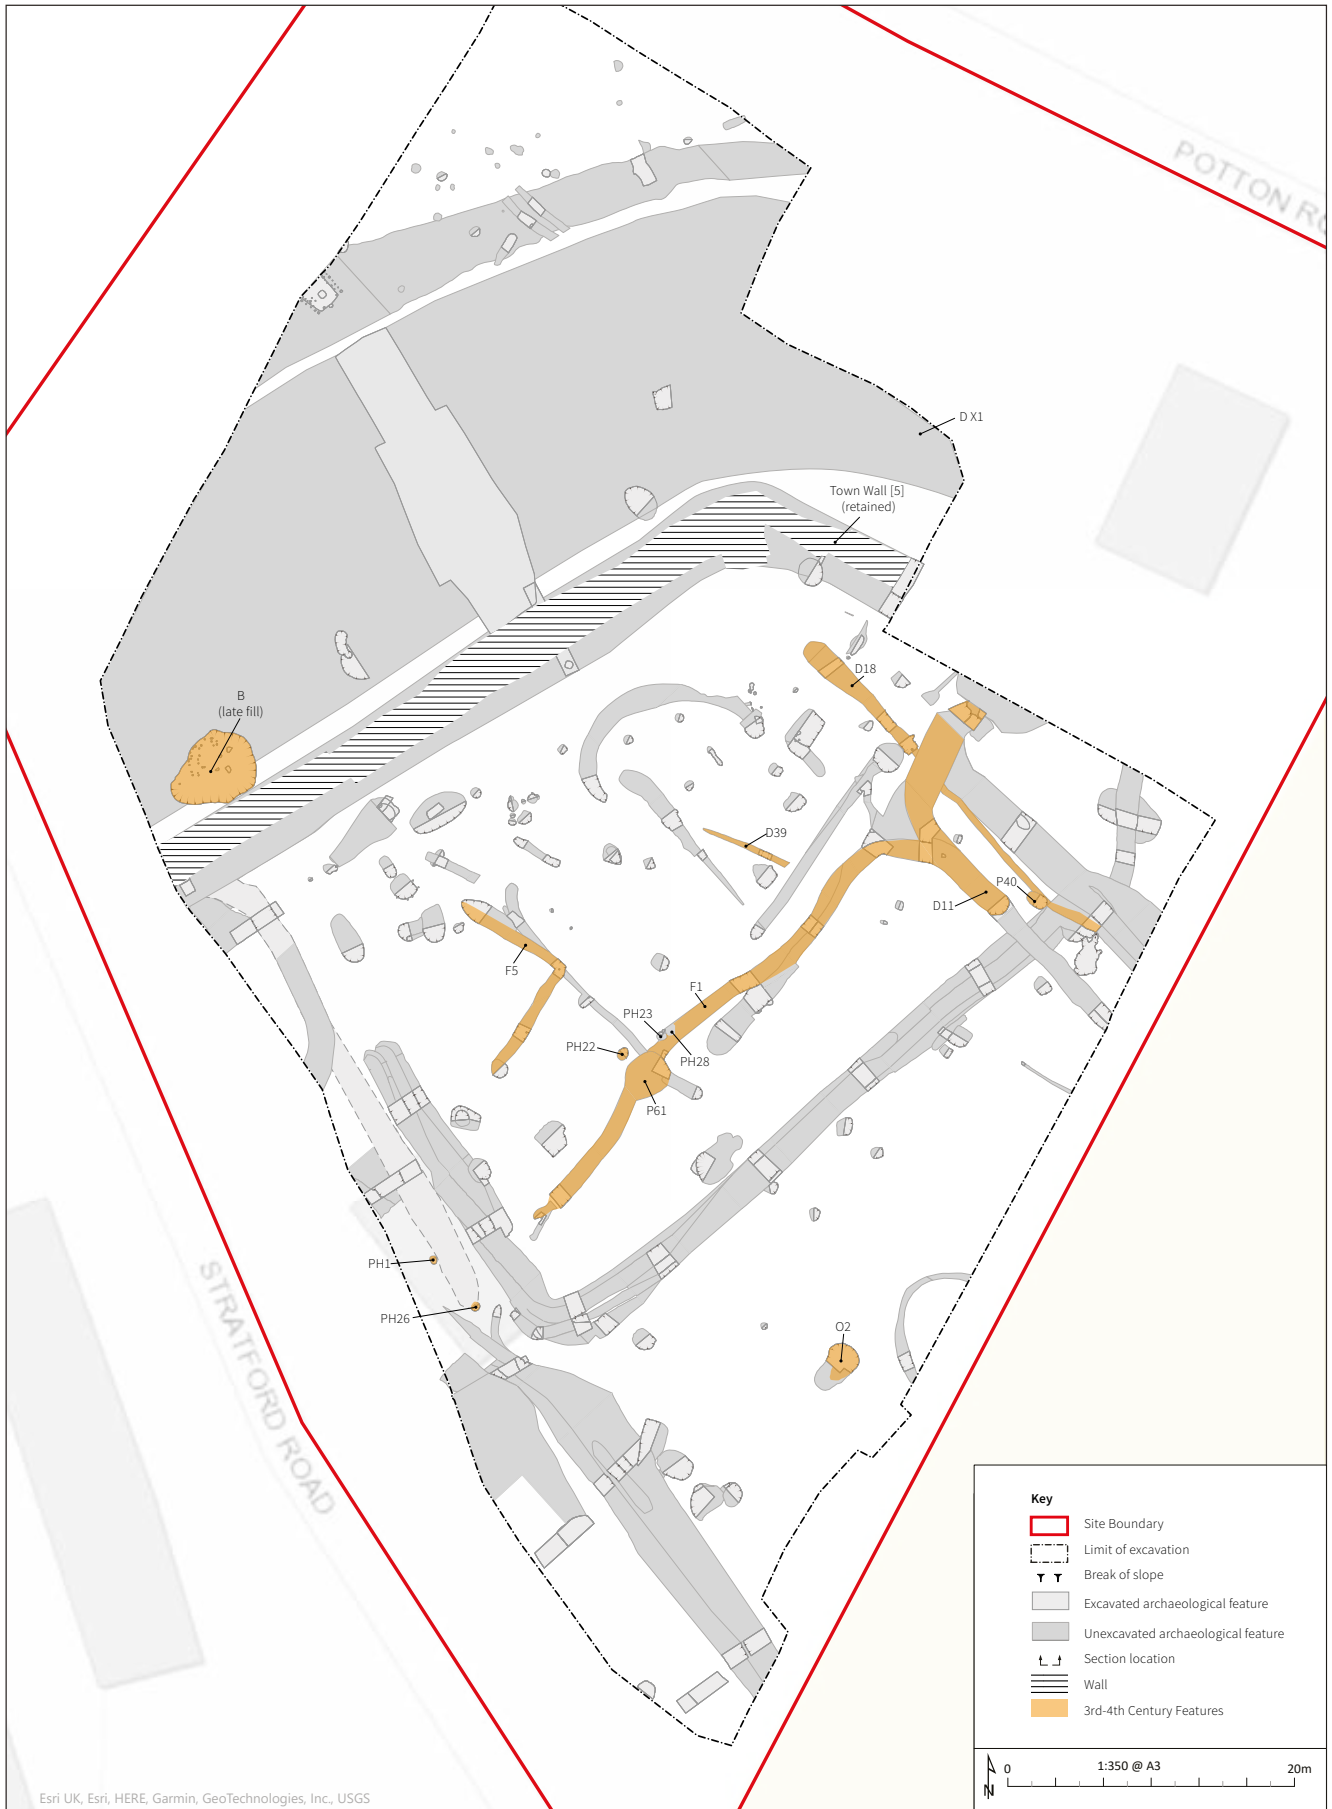 POTTON RO
D X1
Town Wall [5]
(retained)
D18
B
(late fill)
D39
P40
D11
F5
F1
PH23
PH28
PH22
P61
PH1
PH26
O2
STRATFORD ROAD
Key
Site Boundary
Limit of excavation
Break of slope
Excavated archaeological feature
Unexcavated archaeological feature
Section location
Wall
3rd-4th Century Features
N
0
1:350 @ A3
20m
Esri UK, Esri, HERE, Garmin, GeoTechnologies, Inc., USGS